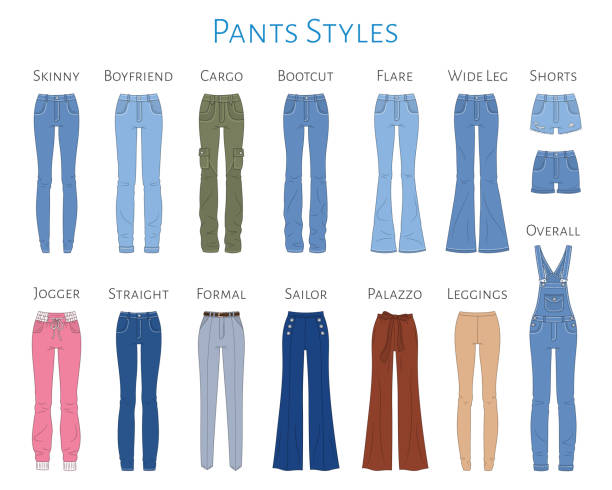 Pants Styles
Skinny Boyfriend Cargo Bootcut Flare Wide Leg Shorts
Overall
Jogger Straight Formal Sailor Palazzo Leggings